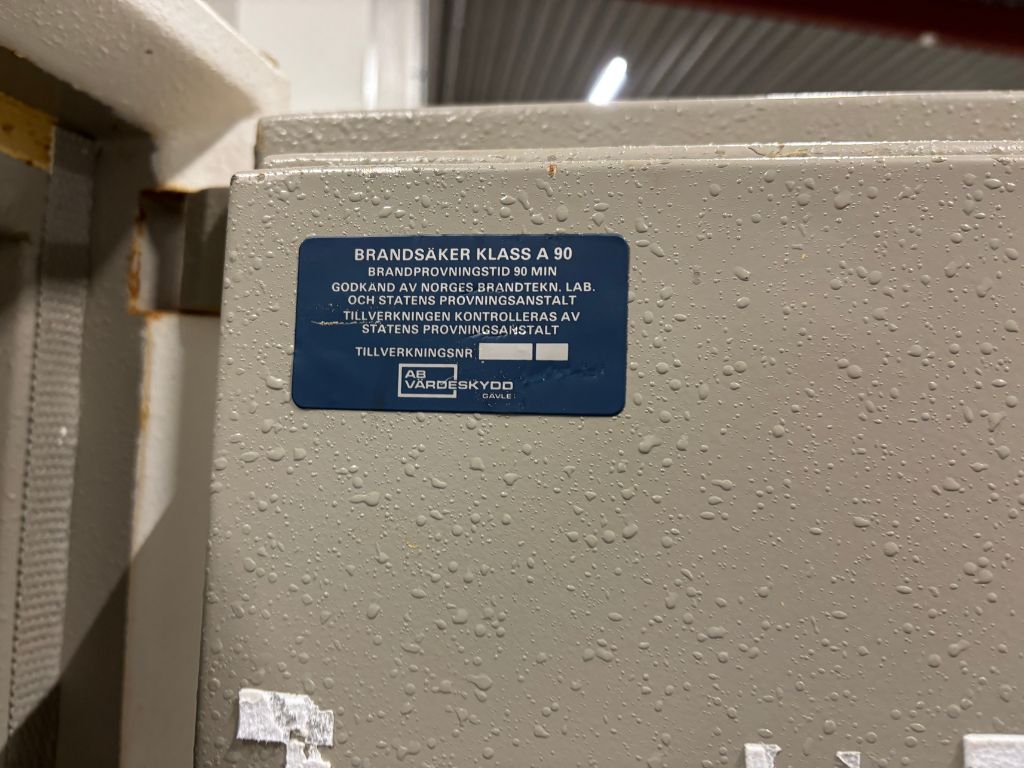 BRANDSÄKER KLASS A 90
BRANDPROVNINGSTID 90 MIN
GODKÄND AV NORGES BRANDTEKN. LAB.
OCH STATENS PROVNINGSANSTALT
TILLVERKNINGEN KONTROLLERAS AV
STATENS PROVNINGSANSTALT
TILLVERKNINGSNR
AB
VÄRDESKYDD
GÄVLE